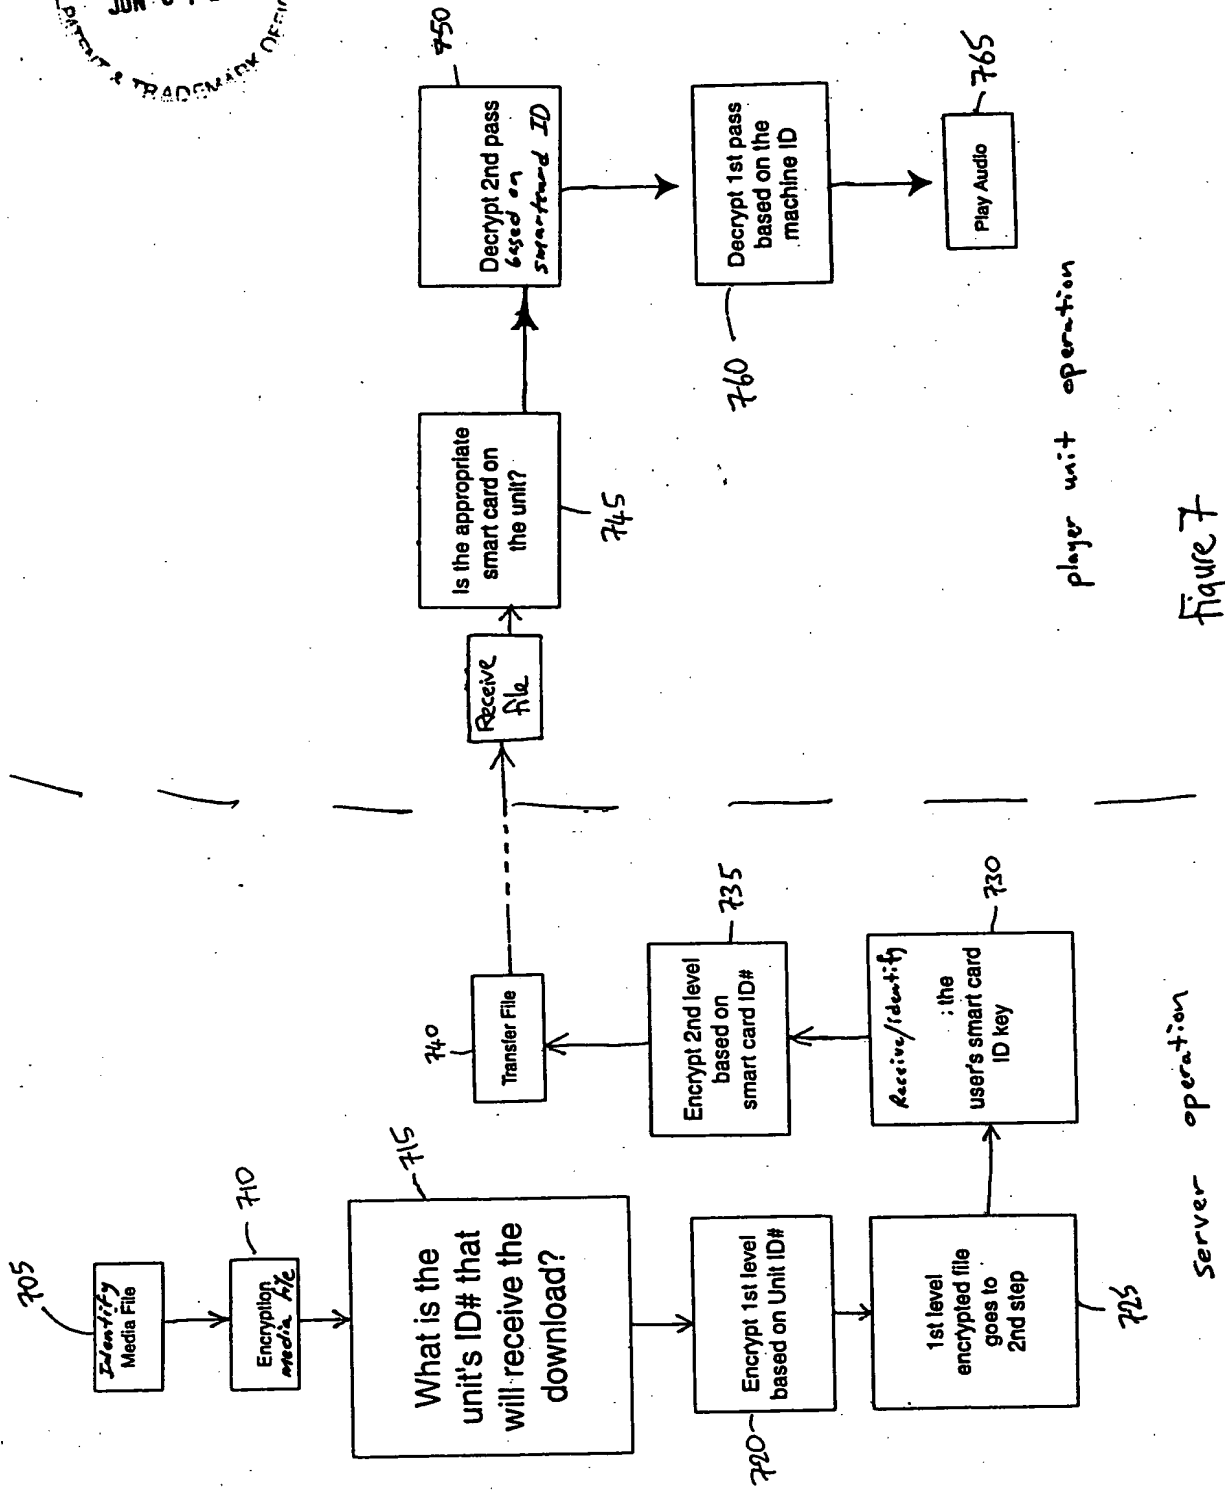 JUN
PATENT & TRADEMARK OFFI
705
Identify
Media File
710
Encryption
media file
715
What is the
unit's ID# that
will receive the
download?
720
Encrypt 1st level
based on Unit ID#
725
1st level
encrypted file
goes to
2nd step
730
Receive/identify
: the
user's smart card
ID key
735
Encrypt 2nd level
based on
smart card ID#
740
Transfer File
server operation
Receive
file
745
Is the appropriate
smart card on
the unit?
750
Decrypt 2nd pass
based on
smartcard ID
760
Decrypt 1st pass
based on the
machine ID
765
Play Audio
player unit operation
Figure 7